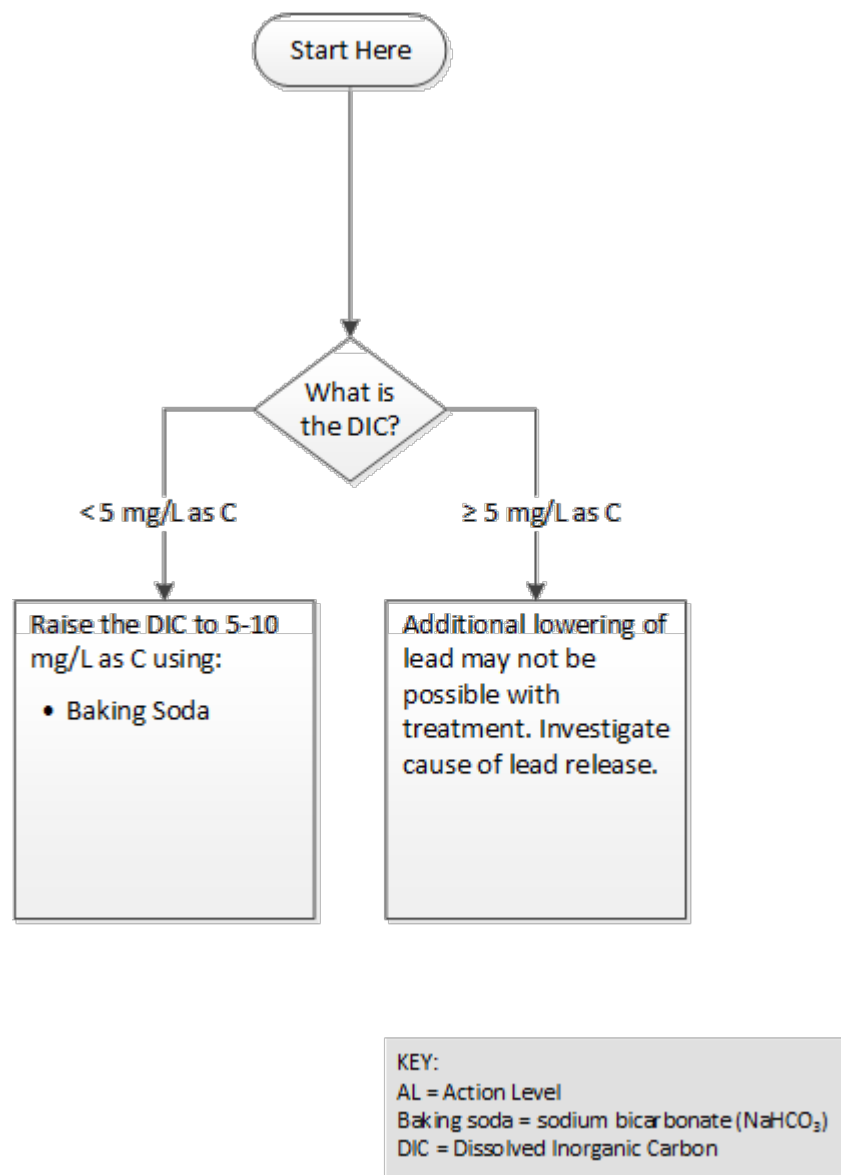 Start Here
What is
the DIC?
< 5 mg/L as C
≥ 5 mg/L as C
Raise the DIC to 5-10
mg/L as C using:
• Baking Soda
Additional lowering of
lead may not be
possible with
treatment. Investigate
cause of lead release.
KEY:
AL = Action Level
Baking soda = sodium bicarbonate (NaHCO₃)
DIC = Dissolved Inorganic Carbon